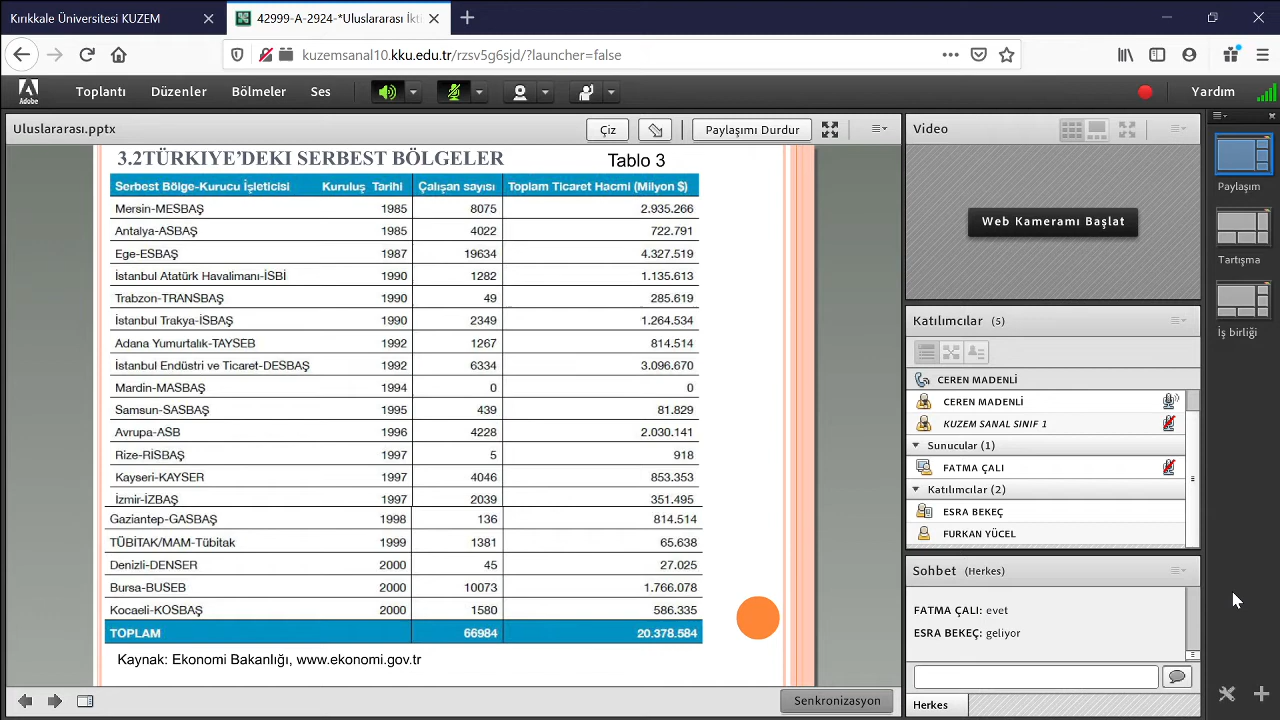 Kırıkkale Üniversitesi KUZEM
42999-A-2924-*Uluslararası İkti
kuzemsanal10.kku.edu.tr/rzsv5g6sjd/?launcher=false
Adobe
Toplantı Düzenler Bölmeler Ses Yardım
Uluslararası.pptx
Çiz
Paylaşımı Durdur
3.2TÜRKIYE’DEKI SERBEST BÖLGELER
Tablo 3
Serbest Bölge-Kurucu İşleticisi Kuruluş Tarihi Çalışan sayısı Toplam Ticaret Hacmi (Milyon $)
Mersin-MESBAŞ 1985 8075 2.935.266
Antalya-ASBAŞ 1985 4022 722.791
Ege-ESBAŞ 1987 19634 4.327.519
İstanbul Atatürk Havalimanı-İSBİ 1990 1282 1.135.613
Trabzon-TRANSBAŞ 1990 49 285.619
İstanbul Trakya-İSBAŞ 1990 2349 1.264.534
Adana Yumurtalık-TAYSEB 1992 1267 814.514
İstanbul Endüstri ve Ticaret-DESBAŞ 1992 6334 3.096.670
Mardin-MASBAŞ 1994 0 0
Samsun-SASBAŞ 1995 439 81.829
Avrupa-ASB 1996 4228 2.030.141
Rize-RİSBAŞ 1997 5 918
Kayseri-KAYSER 1997 4046 853.353
İzmir-İZBAŞ 1997 2039 351.495
Gaziantep-GASBAŞ 1998 136 814.514
TÜBİTAK/MAM-Tübitak 1999 1381 65.638
Denizli-DENSER 2000 45 27.025
Bursa-BUSEB 2000 10073 1.766.078
Kocaeli-KOSBAŞ 2000 1580 586.335
TOPLAM 66984 20.378.584
Kaynak: Ekonomi Bakanlığı, www.ekonomi.gov.tr
Senkronizasyon
Video
Web Kameramı Başlat
Katılımcılar (5)
CEREN MADENLİ
CEREN MADENLİ
KUZEM SANAL SINIF 1
Sunucular (1)
FATMA ÇALI
Katılımcılar (2)
ESRA BEKEÇ
FURKAN YÜCEL
Sohbet (Herkes)
FATMA ÇALI: evet
ESRA BEKEÇ: geliyor
Herkes
Paylaşım
Tartışma
İş birliği